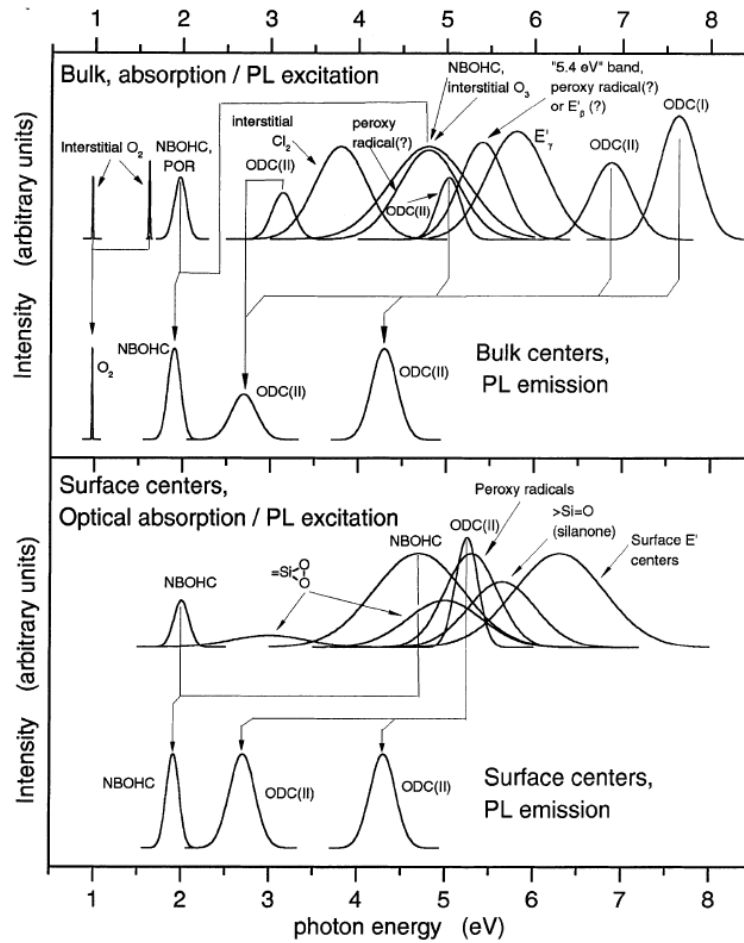 1 2 3 4 5 6 7 8
Bulk, absorption / PL excitation
NBOHC,
interstitial O₃
"5.4 eV" band,
peroxy radical(?)
or E'β (?)
ODC(I)
Interstitial O₂
NBOHC,
POR
interstitial
Cl₂
ODC(II)
peroxy
radical(?)
ODC(II)
E'γ
ODC(II)
Intensity (arbitrary units)
O₂
NBOHC
ODC(II)
ODC(II)
Bulk centers,
PL emission
Surface centers,
Optical absorption / PL excitation
Peroxy radicals
>Si=O
(silanone)
NBOHC
ODC(II)
Surface E'
centers
NBOHC
=Si
O
O
Intensity (arbitrary units)
NBOHC
ODC(II)
ODC(II)
Surface centers,
PL emission
1 2 3 4 5 6 7 8
photon energy (eV)